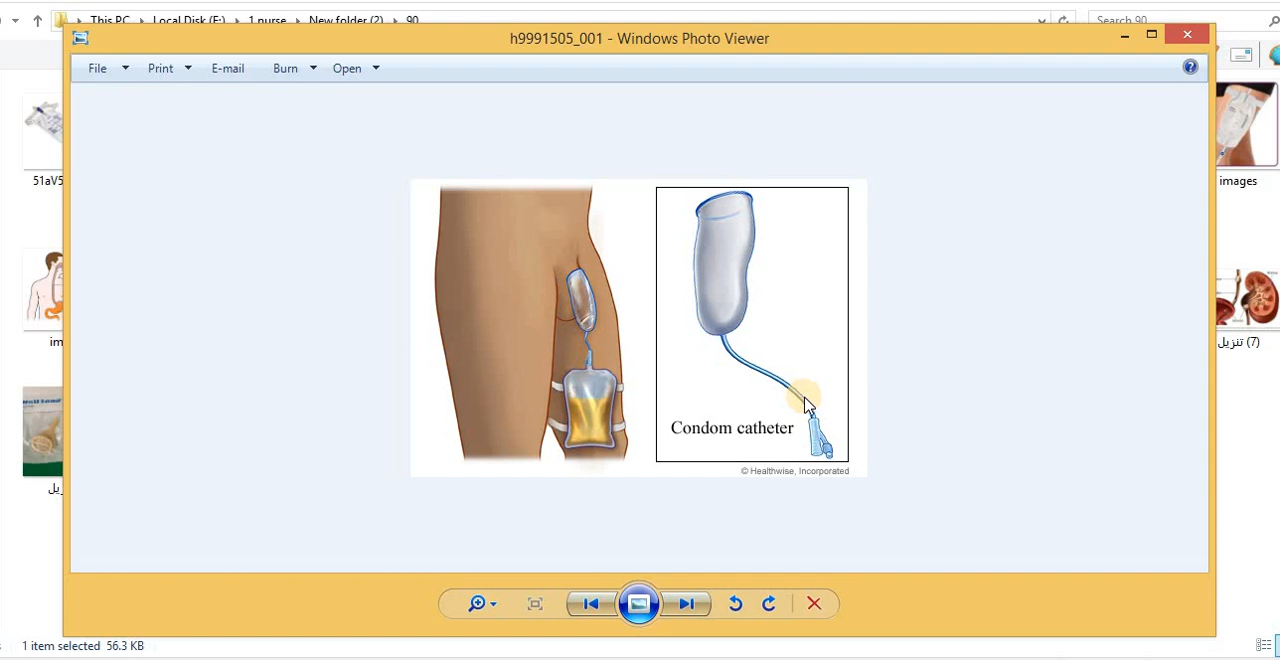 This PC Local Disk (F:) 1 nurse New folder (2) 90
Search 90
h9991505_001 - Windows Photo Viewer
File Print E-mail Burn Open
51aV5
im
يل
images
تنزيل (7)
Condom catheter
© Healthwise, Incorporated
1 item selected 56.3 KB